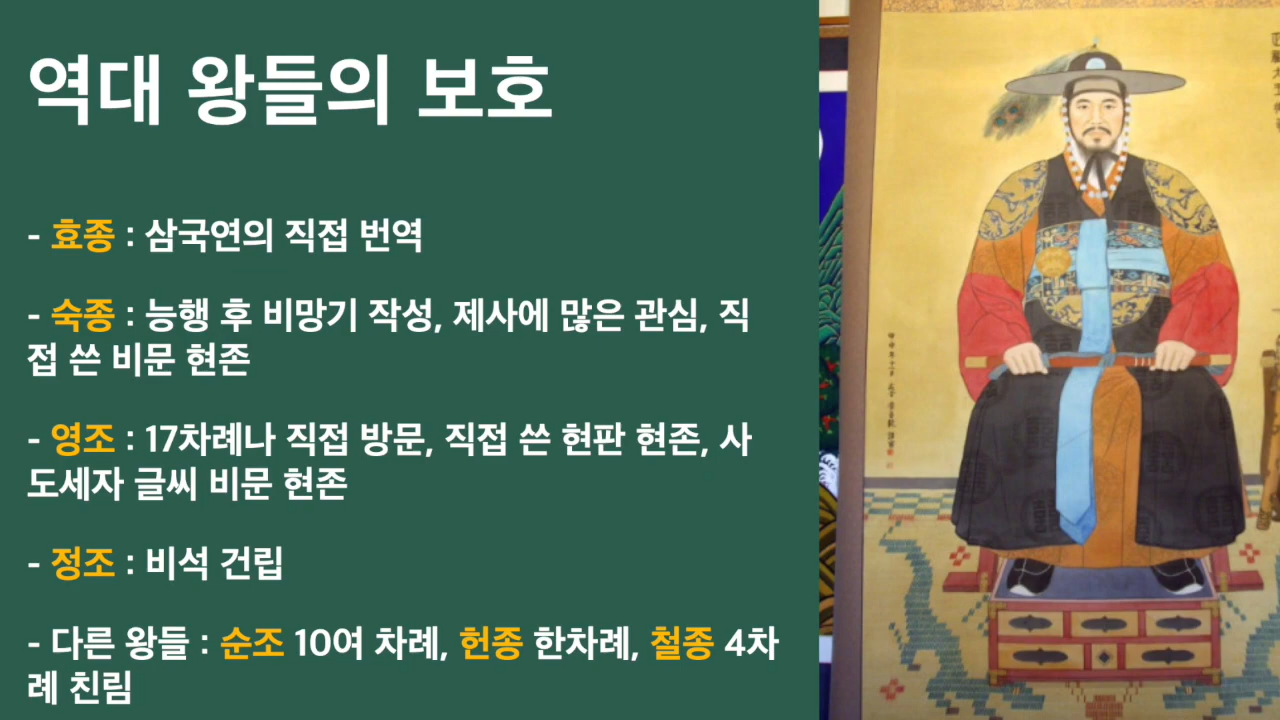 역대 왕들의 보호
- 효종 : 삼국연의 직접 번역
- 숙종 : 능행 후 비망기 작성, 제사에 많은 관심, 직
접 쓴 비문 현존
- 영조 : 17차례나 직접 방문, 직접 쓴 현판 현존, 사
도세자 글씨 비문 현존
- 정조 : 비석 건립
- 다른 왕들 : 순조 10여 차례, 헌종 한차례, 철종 4차
례 친림